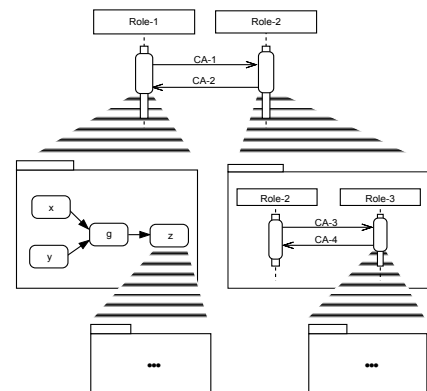 Role-1 Role-2
CA-1
CA-2
x
y
g
z
Role-2 Role-3
CA-3
CA-4
•••
•••